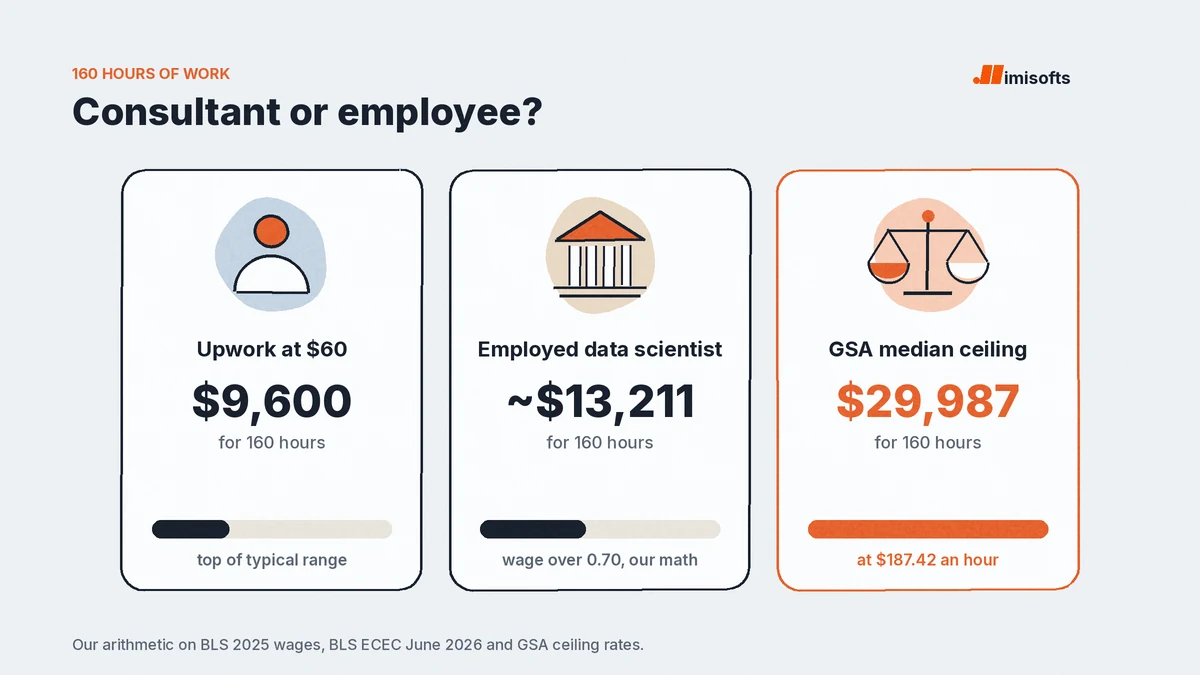 160 HOURS OF WORK
imisofts
Consultant or employee?
Upwork at $60
$9,600
for 160 hours
top of typical range
Employed data scientist
~$13,211
for 160 hours
wage over 0.70, our math
GSA median ceiling
$29,987
for 160 hours
at $187.42 an hour
Our arithmetic on BLS 2025 wages, BLS ECEC June 2026 and GSA ceiling rates.